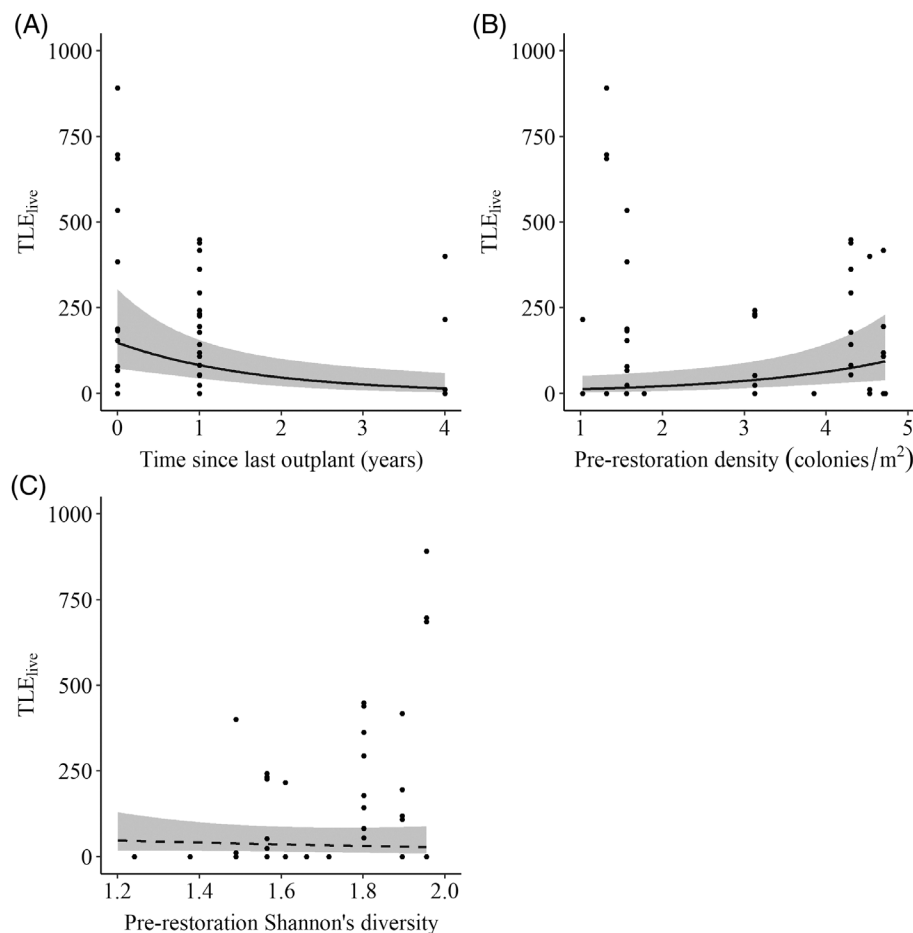 (A)
1000
750
500
250
0
TLElive
0 1 2 3 4
Time since last outplant (years)
(B)
1000
750
500
250
0
TLElive
1 2 3 4 5
Pre-restoration density (colonies/m²)
(C)
1000
750
500
250
0
TLElive
1.2 1.4 1.6 1.8 2.0
Pre-restoration Shannon's diversity